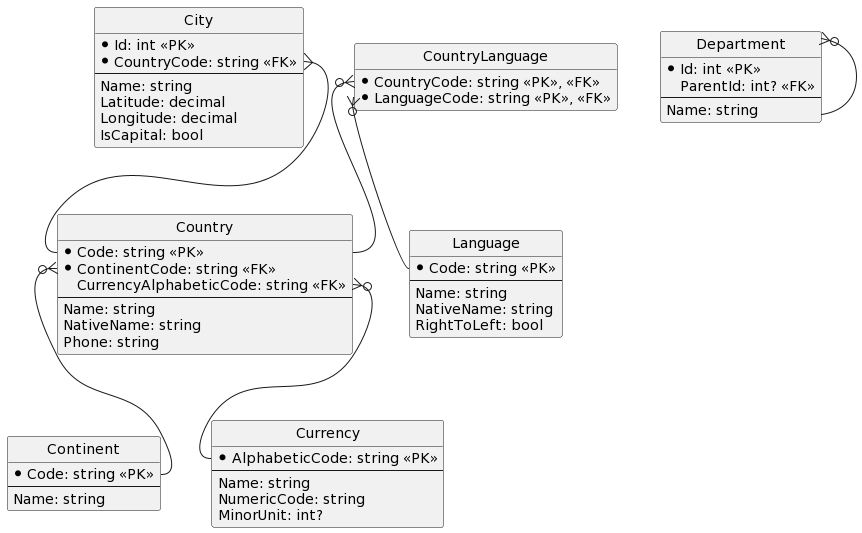 City
Id: int «PK»
CountryCode: string «FK»
Name: string
Latitude: decimal
Longitude: decimal
IsCapital: bool
CountryLanguage
CountryCode: string «PK», «FK»
LanguageCode: string «PK», «FK»
Department
Id: int «PK»
ParentId: int? «FK»
Name: string
Country
Code: string «PK»
ContinentCode: string «FK»
CurrencyAlphabeticCode: string «FK»
Name: string
NativeName: string
Phone: string
Language
Code: string «PK»
Name: string
NativeName: string
RightToLeft: bool
Continent
Code: string «PK»
Name: string
Currency
AlphabeticCode: string «PK»
Name: string
NumericCode: string
MinorUnit: int?